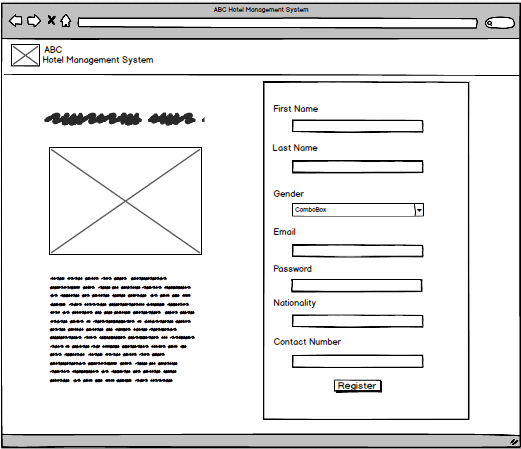 ABC Hotel Management System
ABC
Hotel Management System
First Name
Last Name
Gender
ComboBox
Email
Password
Nationality
Contact Number
Register